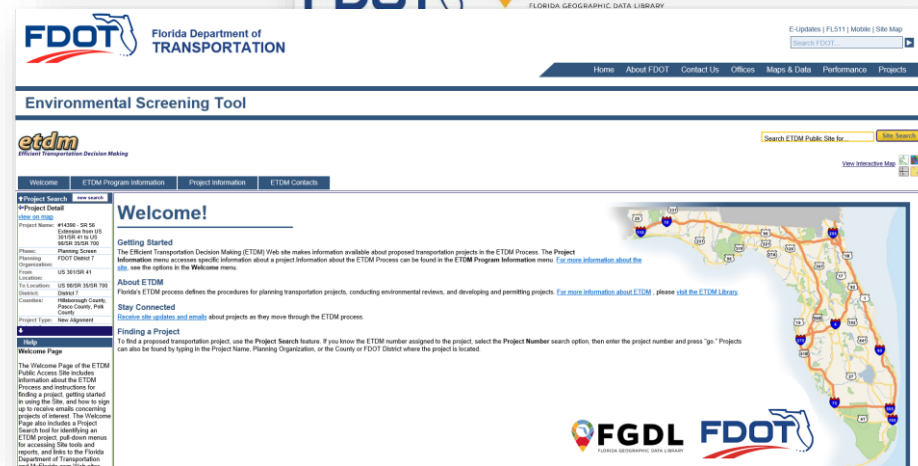 FDOT
FLORIDA GEOGRAPHIC DATA LIBRARY
FDOT
Florida Department of
TRANSPORTATION
E-Updates | FL511 | Mobile | Site Map
Search FDOT...
Home About FDOT Contact Us Offices Maps & Data Performance Projects
Environmental Screening Tool
etdm
Efficient Transportation Decision Making
Search ETDM Public Site for...
Site Search
View Interactive Map
Welcome ETDM Program Information Project Information ETDM Contacts
Project Search new search
Project Detail
view on map
Project Name: #14398 - SR 56
Extension from US
301/SR 41 to US
98/SR 35/SR 700
Phase: Planning Screen
Planning FDOT District 7
Organization:
From US 301/SR 41
Location:
To Location: US 98/SR 35/SR 700
District: District 7
Counties: Hillsborough County,
Pasco County, Polk
County
Project Type: New Alignment
Help
Welcome Page
The Welcome Page of the ETDM
Public Access Site includes
information about the ETDM
Process and instructions for
finding a project, getting started
in using the Site, and how to sign
up to receive emails concerning
projects of interest. The Welcome
Page also includes a Project
Search tool for identifying an
ETDM project, pull-down menus
for accessing Site tools and
reports, and links to the Florida
Department of Transportation
Welcome!
Getting Started
The Efficient Transportation Decision Making (ETDM) Web site makes information available about proposed transportation projects in the ETDM Process. The Project
Information menu accesses specific information about a project Information about the ETDM Process can be found in the ETDM Program Information menu. For more information about the
site, see the options in the Welcome menu.
About ETDM
Florida's ETDM process defines the procedures for planning transportation projects, conducting environmental reviews, and developing and permitting projects. For more information about ETDM , please visit the ETDM Library.
Stay Connected
Receive site updates and emails about projects as they move through the ETDM process.
Finding a Project
To find a proposed transportation project, use the Project Search feature. If you know the ETDM number assigned to the project, select the Project Number search option, then enter the project number and press "go." Projects
can also be found by typing in the Project Name, Planning Organization, or the County or FDOT District where the project is located.
FGDL
FLORIDA GEOGRAPHIC DATA LIBRARY
FDOT